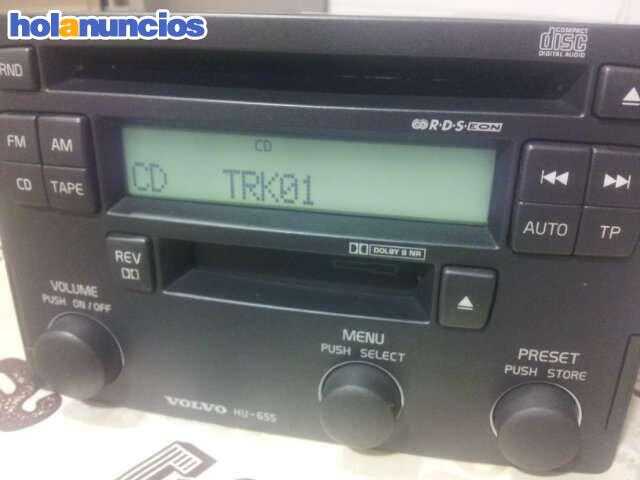 holanuncios
COMPACT
disc
DIGITAL AUDIO
RND
R·D·S EON
FM
AM
CD
CD TRK01
CD
TAPE
AUTO
TP
DOLBY B NR
REV
VOLUME
PUSH ON/OFF
MENU
PUSH SELECT
PRESET
PUSH STORE
VOLVO HU-655